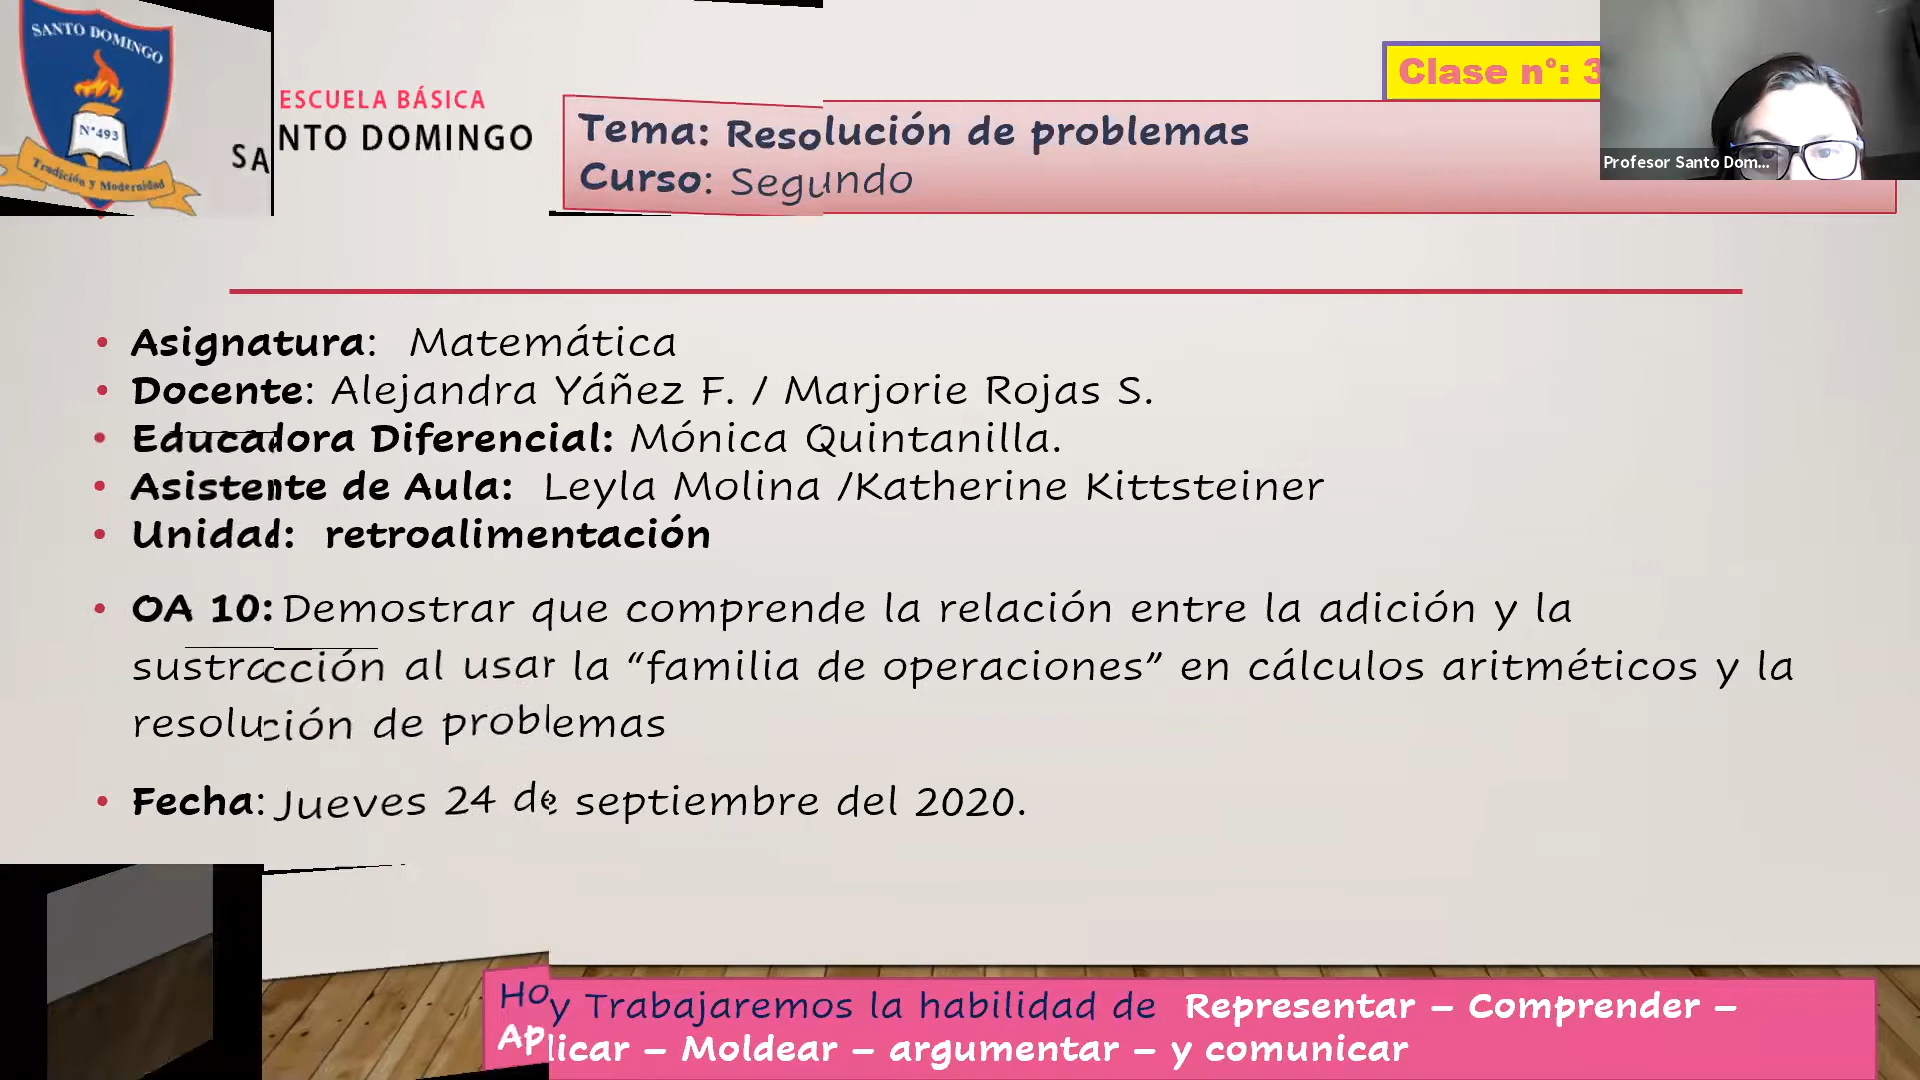 SANTO DOMINGO
N°493
Tradición y Modernidad
ESCUELA BÁSICA
SANTO DOMINGO
Clase n°: 3
Tema: Resolución de problemas
Curso: Segundo
Profesor Santo Dom...
• Asignatura: Matemática
• Docente: Alejandra Yáñez F. / Marjorie Rojas S.
• Educadora Diferencial: Mónica Quintanilla.
• Asistente de Aula: Leyla Molina /Katherine Kittsteiner
• Unidad: retroalimentación
• OA 10: Demostrar que comprende la relación entre la adición y la
sustracción al usar la “familia de operaciones” en cálculos aritméticos y la
resolución de problemas
• Fecha: Jueves 24 de septiembre del 2020.
Hoy Trabajaremos la habilidad de Representar – Comprender –
Aplicar – Moldear – argumentar – y comunicar